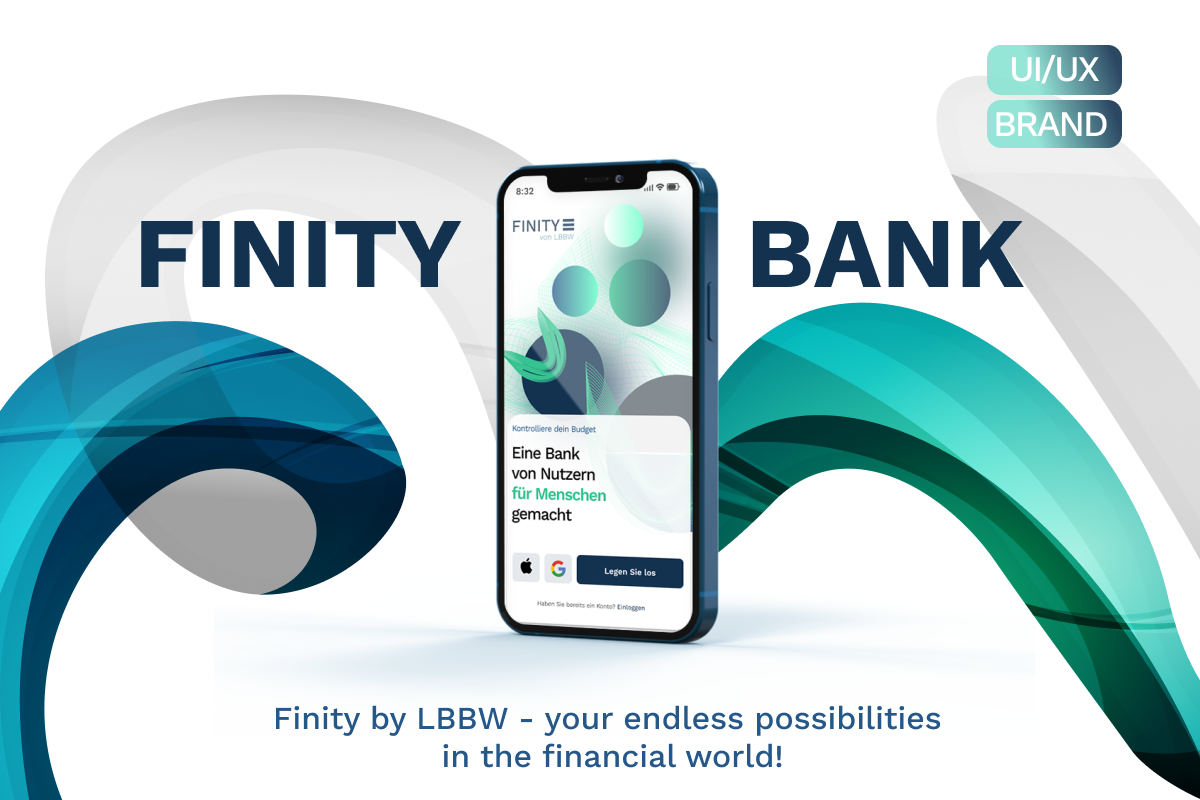 UI/UX
BRAND
FINITY BANK
8:32
FINITY
von LBBW
Kontrolliere dein Budget
Eine Bank
von Nutzern
für Menschen
gemacht
Legen Sie los
Haben Sie bereits ein Konto? Einloggen
Finity by LBBW - your endless possibilities
in the financial world!